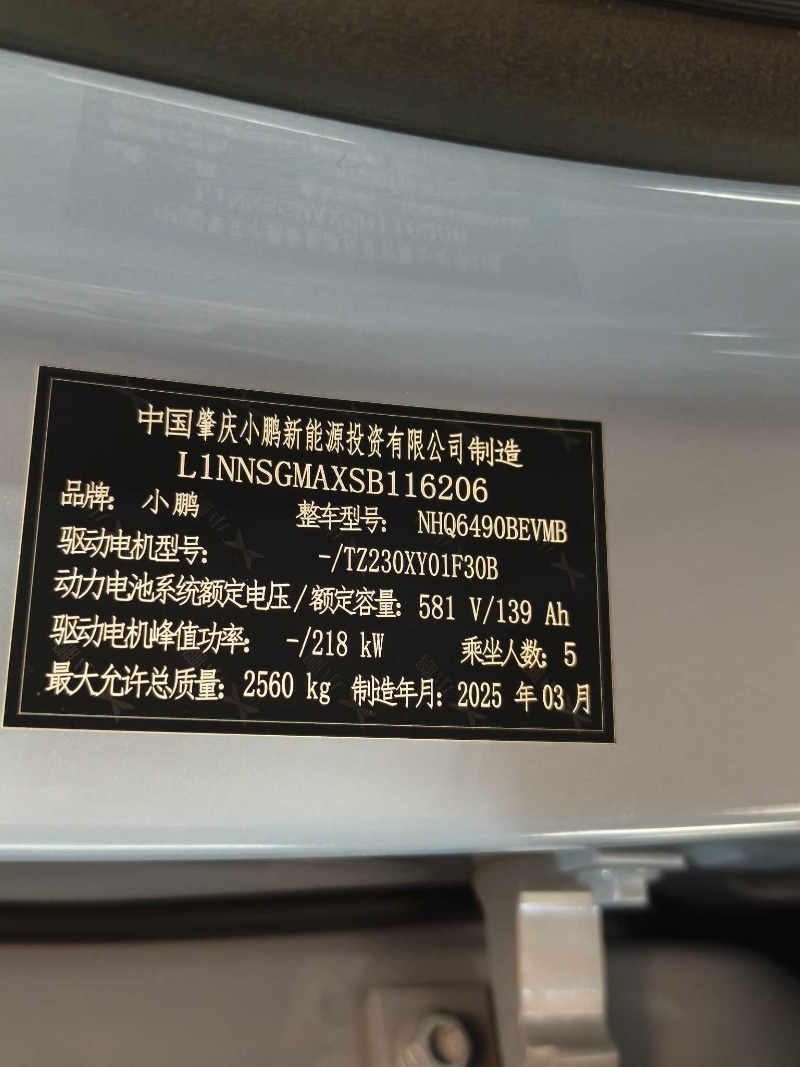 中国肇庆小鹏新能源投资有限公司制造
L1NNSGMAXSB116206
品牌: 小鹏 整车型号: NHQ6490BEVMB
驱动电机型号: -/TZ230XY01F30B
动力电池系统额定电压/额定容量: 581 V/139 Ah
驱动电机峰值功率: -/218 kW 乘坐人数: 5
最大允许总质量: 2560 kg 制造年月: 2025 年 03 月